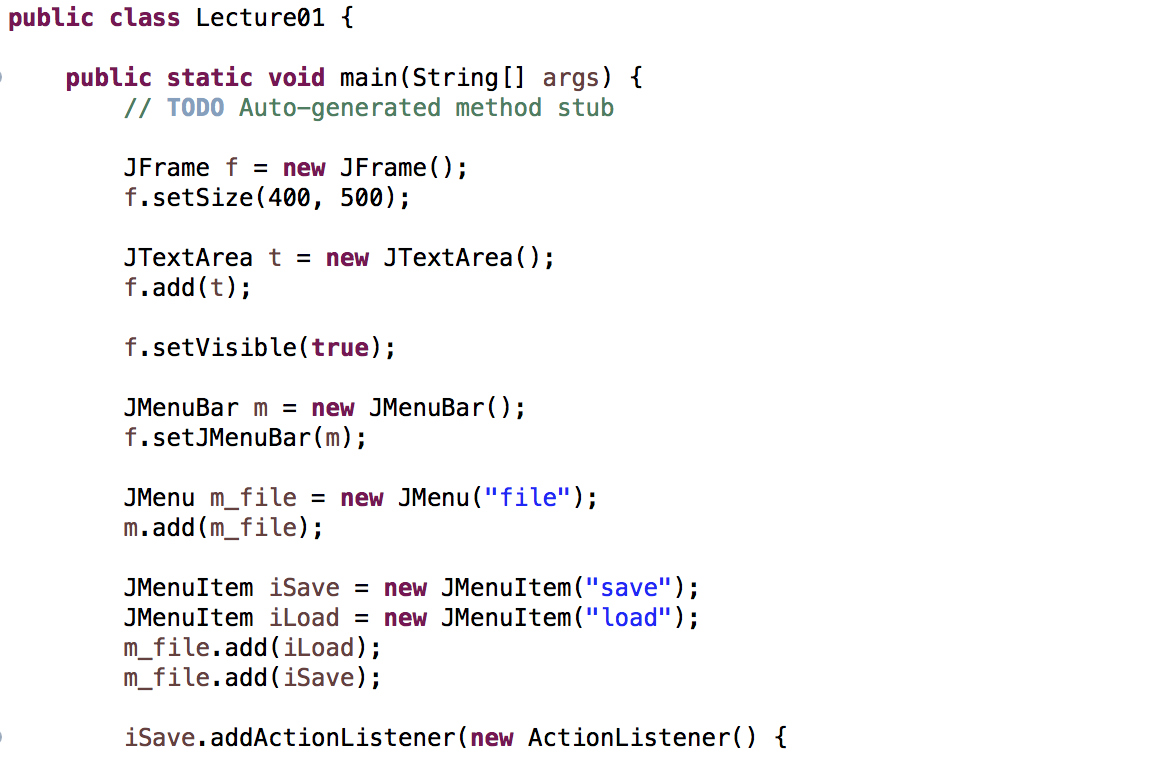 public class Lecture01 {
public static void main(String[] args) {
// TODO Auto-generated method stub
JFrame f = new JFrame();
f.setSize(400, 500);
JTextArea t = new JTextArea();
f.add(t);
f.setVisible(true);
JMenuBar m = new JMenuBar();
f.setJMenuBar(m);
JMenu m_file = new JMenu("file");
m.add(m_file);
JMenuItem iSave = new JMenuItem("save");
JMenuItem iLoad = new JMenuItem("load");
m_file.add(iLoad);
m_file.add(iSave);
iSave.addActionListener(new ActionListener() {